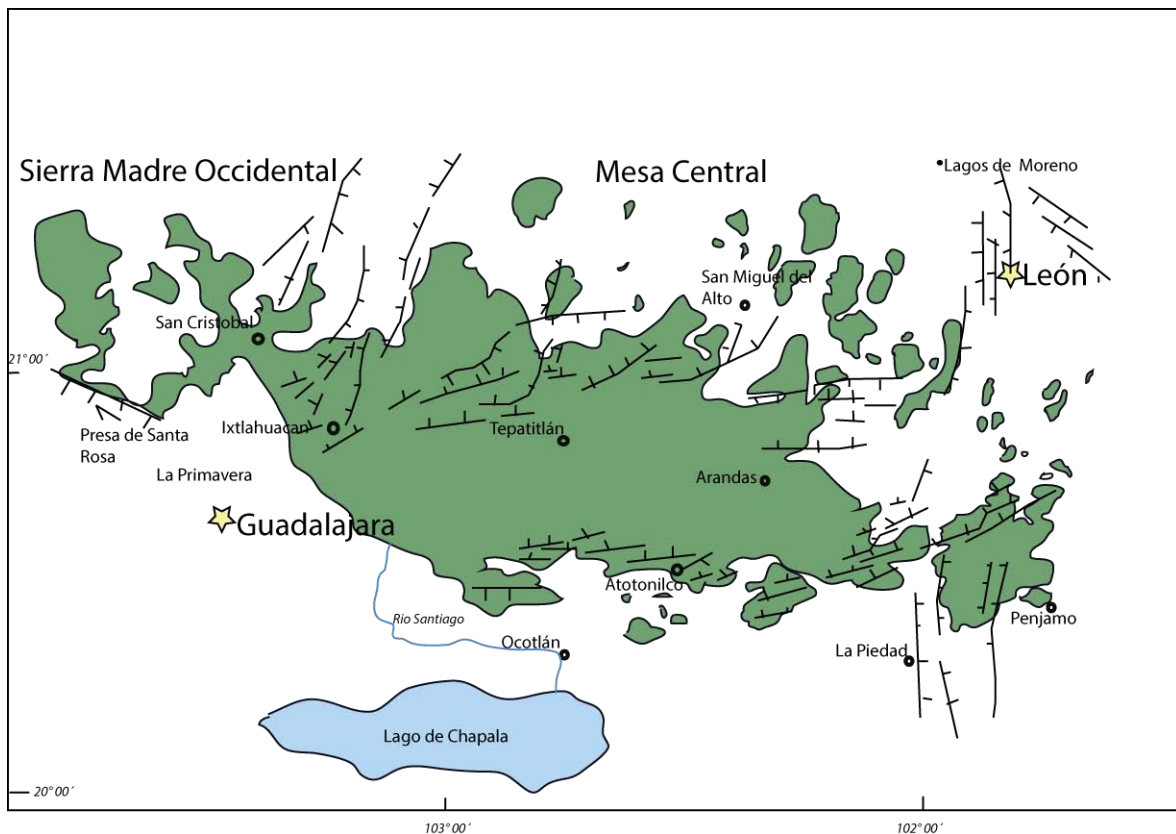 Sierra Madre Occidental
Mesa Central
Lagos de Moreno
San Miguel del
Alto
León
San Cristobal
21°00´
Presa de Santa
Rosa
Ixtlahuacan
Tepatitlán
La Primavera
Arandas
Guadalajara
Atotonilco
Rio Santiago
Penjamo
Ocotlán
La Piedad
Lago de Chapala
20°00´
103°00´
102°00´